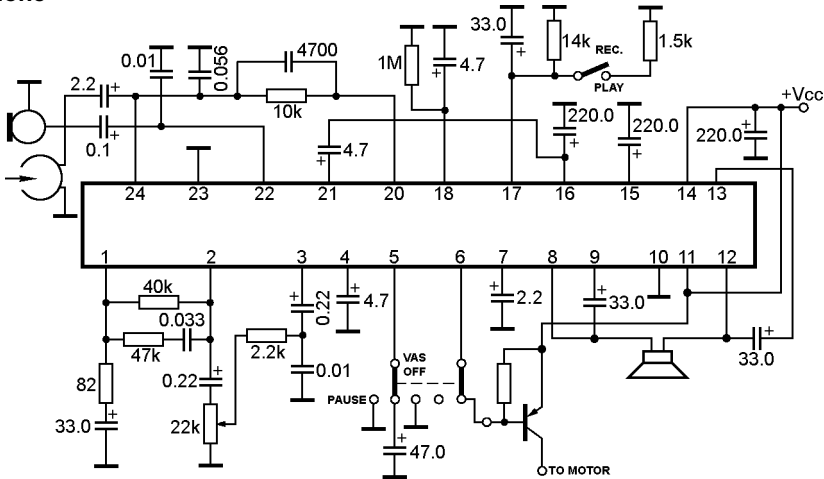 33.0
14k
REC.
PLAY
1.5k
1M
4.7
0.01
0.056
4700
10k
2.2
0.1
4.7
220.0
220.0
220.0
+Vcc
24 23 22 21 20 18 17 16 15 14 13
1 2 3 4 5 6 7 8 9 10 11 12
40k
0.033
47k
82
33.0
0.22
22k
2.2k
0.22
0.01
4.7
VAS OFF
PAUSE
47.0
2.2
33.0
33.0
TO MOTOR